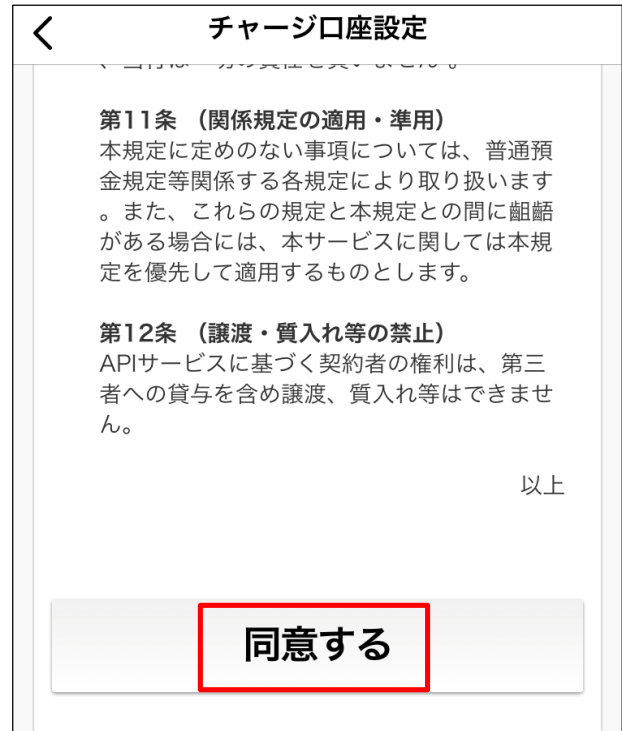 チャージ口座設定
第11条 （関係規定の適用・準用）
本規定に定めのない事項については、普通預
金規定等関係する各規定により取り扱います
。また、これらの規定と本規定との間に齟齬
がある場合には、本サービスに関しては本規
定を優先して適用するものとします。
第12条 （譲渡・質入れ等の禁止）
APIサービスに基づく契約者の権利は、第三
者への貸与を含め譲渡、質入れ等はできませ
ん。
以上
同意する